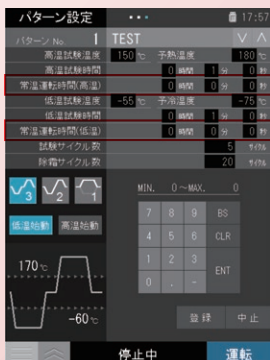 パターン設定 17:57
パターン No. 1 TEST
高温試験温度 150 ℃ 予熱温度 180 ℃
高温試験時間 0 時間 1 分 0 秒
常温運転時間(高温) 0 時間 0 分 0 秒
低温試験温度 -55 ℃ 予冷温度 -75 ℃
低温試験時間 0 時間 1 分 0 秒
常温運転時間(低温) 0 時間 0 分 0 秒
試験サイクル数 5 サイクル
除霜サイクル数 20 サイクル
3 2 1
MIN. 0～MAX. 0
低温始動 高温始動
7 8 9 BS
4 5 6 CLR
1 2 3 ENT
0 . -
170 ℃
-60 ℃
登録 中止
停止中 運転